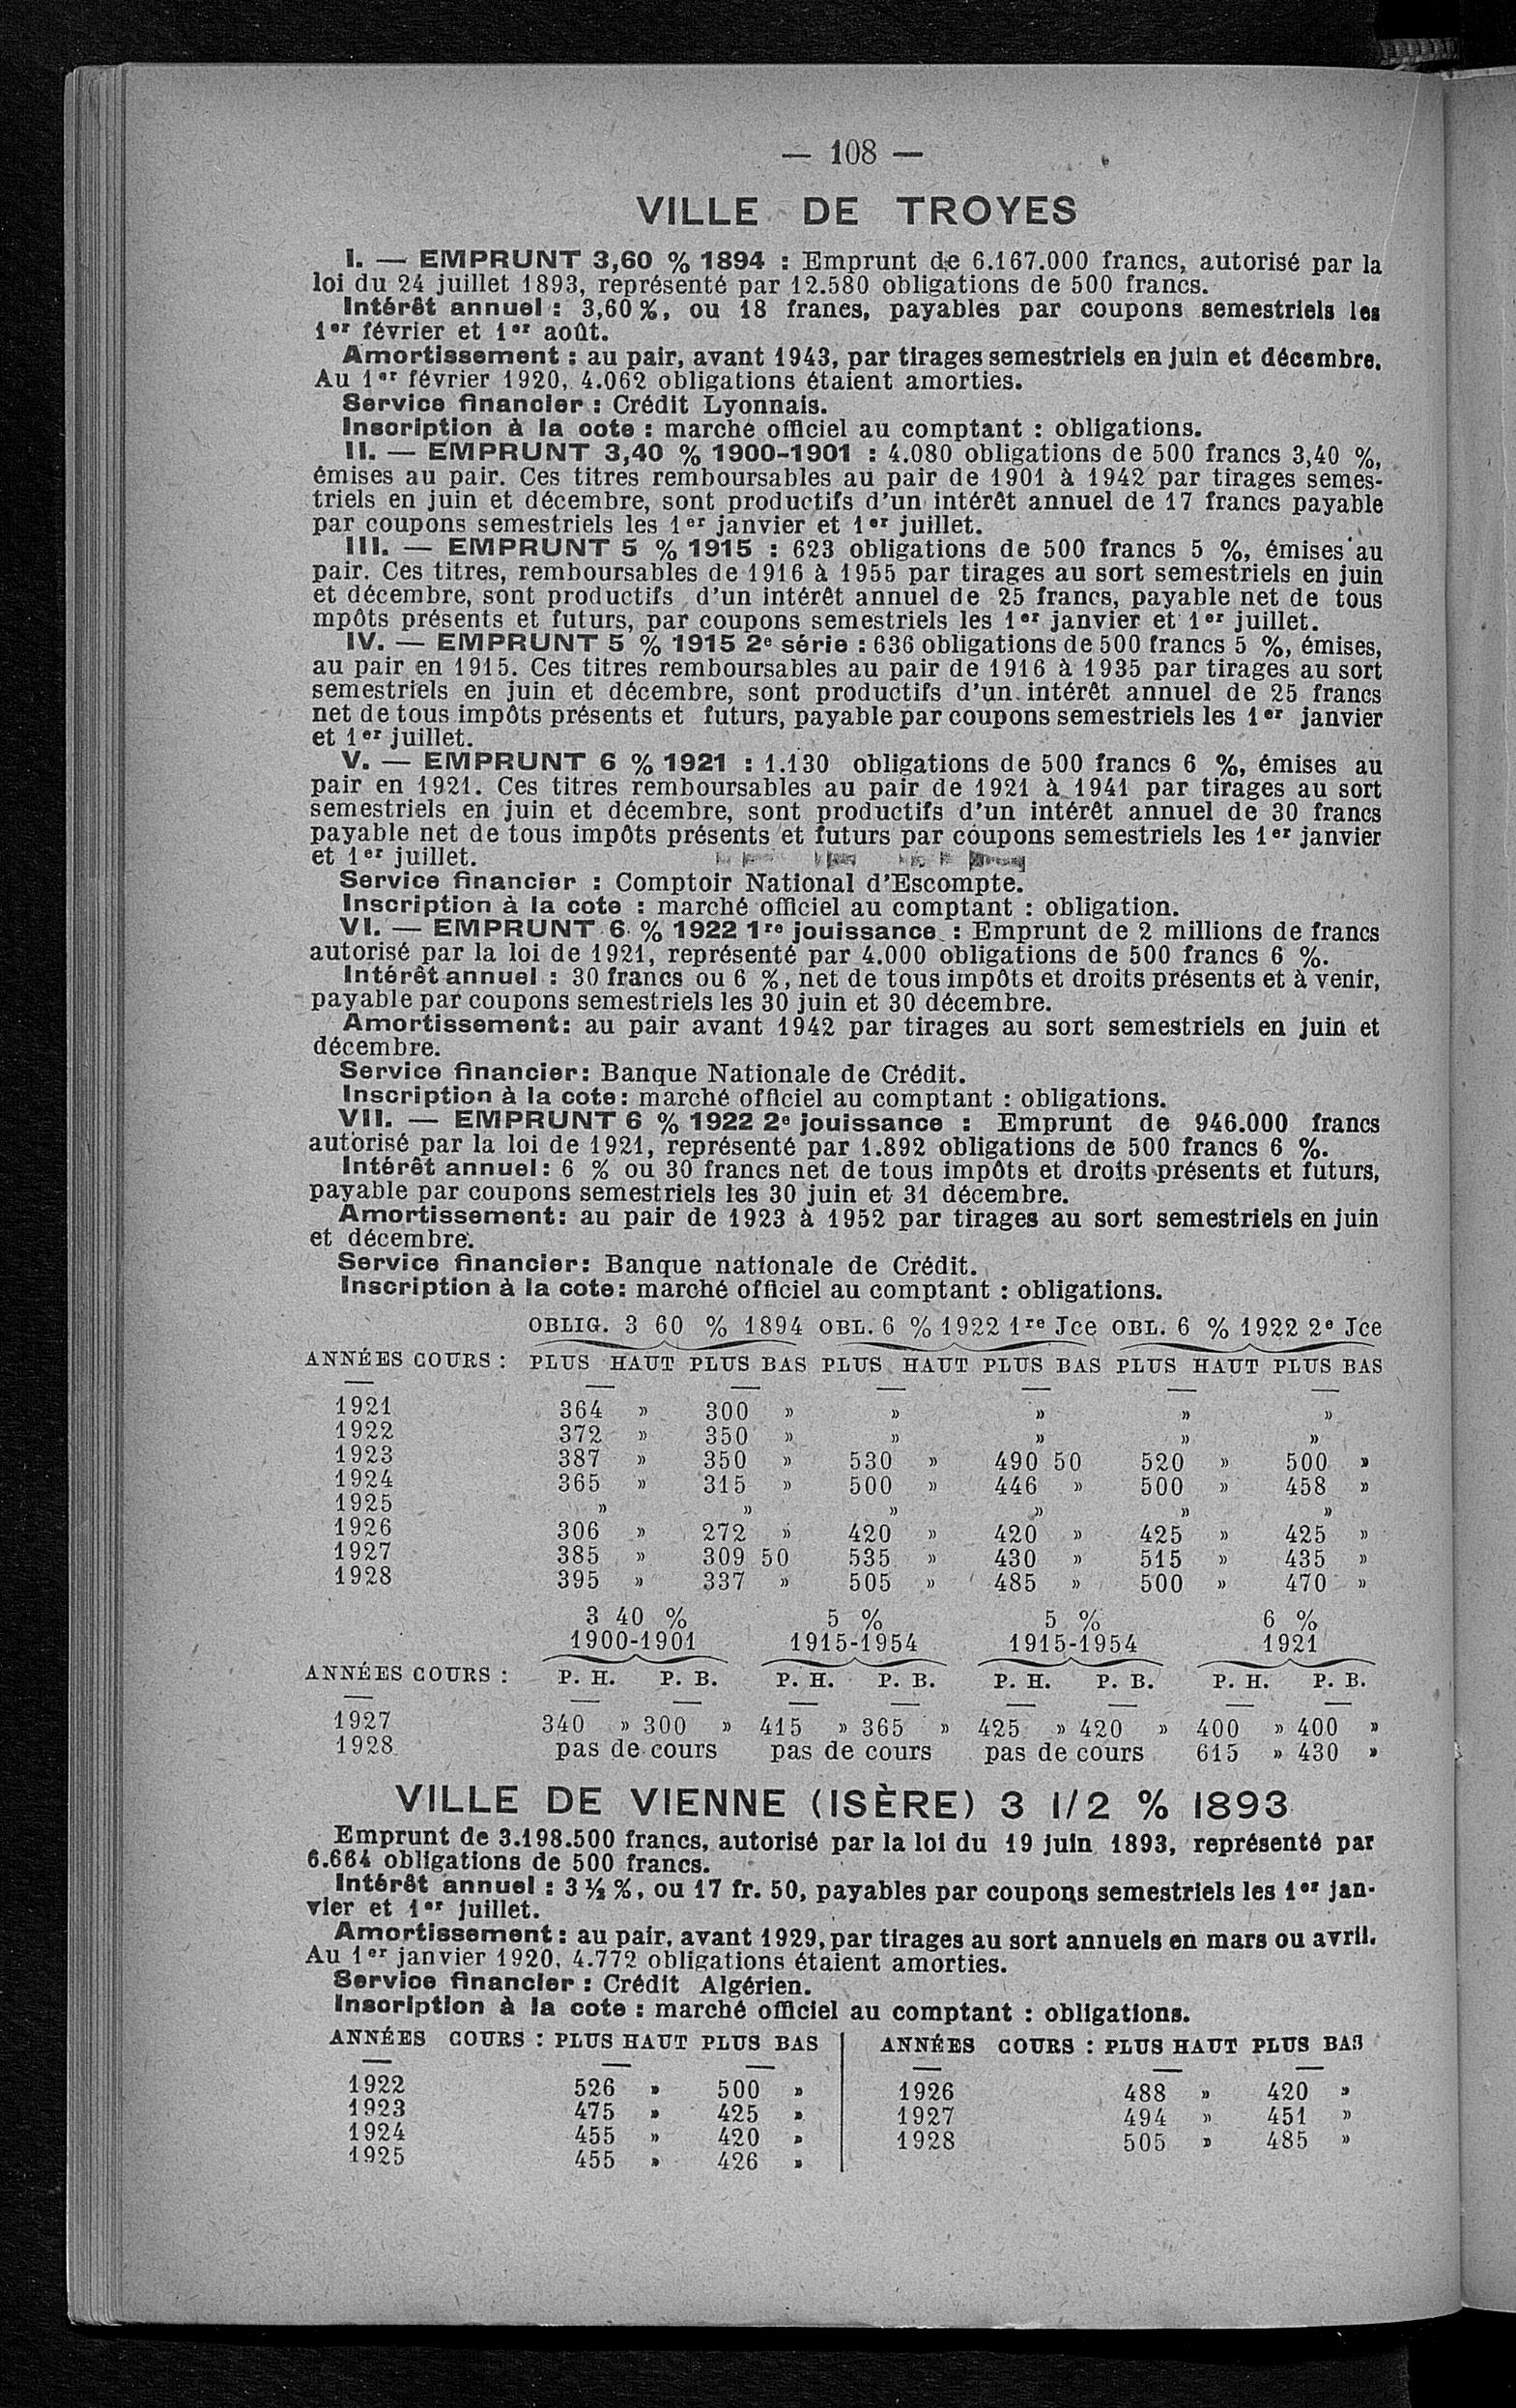 — 108 —
VILLE DE TROYES
I. — EMPRUNT 3,60 % 1894 : Emprunt de 6.167.000 francs, autorisé par la
loi du 24 juillet 1893, représenté par 12.580 obligations de 500 francs.
Intérêt annuel : 3,60 %, ou 18 francs, payables par coupons semestriels les
1er février et 1er août.
Amortissement : au pair, avant 1943, par tirages semestriels en juin et décembre.
Au 1er février 1920, 4.062 obligations étaient amorties.
Service financier : Crédit Lyonnais.
Inscription à la cote : marché officiel au comptant : obligations.
II. — EMPRUNT 3,40 % 1900-1901 : 4.080 obligations de 500 francs 3,40 %,
émises au pair. Ces titres remboursables au pair de 1901 à 1942 par tirages semes-
triels en juin et décembre, sont productifs d'un intérêt annuel de 17 francs payable
par coupons semestriels les 1er janvier et 1er juillet.
III. — EMPRUNT 5 % 1915 : 623 obligations de 500 francs 5 %, émises au
pair. Ces titres, remboursables de 1916 à 1955 par tirages au sort semestriels en juin
et décembre, sont productifs d'un intérêt annuel de 25 francs, payable net de tous
mpôts présents et futurs, par coupons semestriels les 1er janvier et 1er juillet.
IV. — EMPRUNT 5 % 1915 2e série : 636 obligations de 500 francs 5 %, émises,
au pair en 1915. Ces titres remboursables au pair de 1916 à 1935 par tirages au sort
semestriels en juin et décembre, sont productifs d'un intérêt annuel de 25 francs
net de tous impôts présents et futurs, payable par coupons semestriels les 1er janvier
et 1er juillet.
V. — EMPRUNT 6 % 1921 : 1.130 obligations de 500 francs 6 %, émises au
pair en 1921. Ces titres remboursables au pair de 1921 à 1941 par tirages au sort
semestriels en juin et décembre, sont productifs d'un intérêt annuel de 30 francs
payable net de tous impôts présents et futurs par coupons semestriels les 1er janvier
et 1er juillet.
Service financier : Comptoir National d'Escompte.
Inscription à la cote : marché officiel au comptant : obligation.
VI. — EMPRUNT 6 % 1922 1re jouissance : Emprunt de 2 millions de francs
autorisé par la loi de 1921, représenté par 4.000 obligations de 500 francs 6 %.
Intérêt annuel : 30 francs ou 6 %, net de tous impôts et droits présents et à venir,
payable par coupons semestriels les 30 juin et 30 décembre.
Amortissement : au pair avant 1942 par tirages au sort semestriels en juin et
décembre.
Service financier : Banque Nationale de Crédit.
Inscription à la cote : marché officiel au comptant : obligations.
VII. — EMPRUNT 6 % 1922 2e jouissance : Emprunt de 946.000 francs
autorisé par la loi de 1921, représenté par 1.892 obligations de 500 francs 6 %.
Intérêt annuel : 6 % ou 30 francs net de tous impôts et droits présents et futurs,
payable par coupons semestriels les 30 juin et 31 décembre.
Amortissement : au pair de 1923 à 1952 par tirages au sort semestriels en juin
et décembre.
Service financier : Banque nationale de Crédit.
Inscription à la cote : marché officiel au comptant : obligations.
OBLIG. 3 60 % 1894 OBL. 6 % 1922 1re Jce OBL. 6 % 1922 2e Jce
ANNÉES COURS : PLUS HAUT PLUS BAS PLUS HAUT PLUS BAS PLUS HAUT PLUS BAS
1921 364 » 300 » » » » »
1922 372 » 350 » » » » »
1923 387 » 350 » 530 » 490 50 520 » 500 »
1924 365 » 315 » 500 » 446 » 500 » 458 »
1925 » » » » » »
1926 306 » 272 » 420 » 420 » 425 » 425 »
1927 385 » 309 50 535 » 430 » 515 » 435 »
1928 395 » 337 » 505 » 485 » 500 » 470 »
3 40 % 5 % 5 % 6 %
1900-1901 1915-1954 1915-1954 1921
ANNÉES COURS : P. H. P. B. P. H. P. B. P. H. P. B. P. H. P. B.
1927 340 » 300 » 415 » 365 » 425 » 420 » 400 » 400 »
1928 pas de cours pas de cours pas de cours 615 » 430 »
VILLE DE VIENNE (ISÈRE) 3 1/2 % 1893
Emprunt de 3.198.500 francs, autorisé par la loi du 19 juin 1893, représenté par
6.664 obligations de 500 francs.
Intérêt annuel : 3 ½ %, ou 17 fr. 50, payables par coupons semestriels les 1er jan-
vier et 1er juillet.
Amortissement : au pair, avant 1929, par tirages au sort annuels en mars ou avril.
Au 1er janvier 1920, 4.772 obligations étaient amorties.
Service financier : Crédit Algérien.
Inscription à la cote : marché officiel au comptant : obligations.
ANNÉES COURS : PLUS HAUT PLUS BAS
1922 526 » 500 »
1923 475 » 425 »
1924 455 » 420 »
1925 455 » 426 »
ANNÉES COURS : PLUS HAUT PLUS BAS
1926 488 » 420 »
1927 494 » 451 »
1928 505 » 485 »